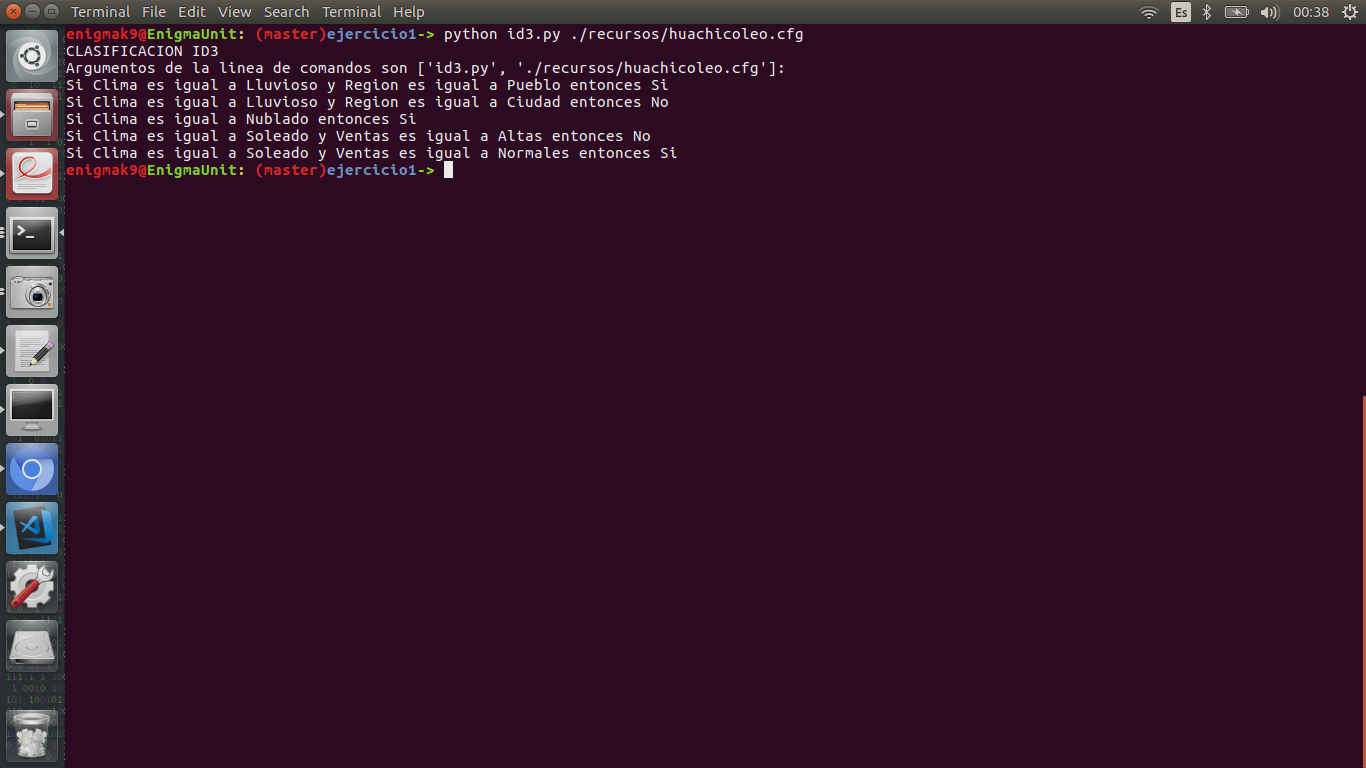 Terminal File Edit View Search Terminal Help Es 00:38
enigmak9@EnigmaUnit: (master)ejercicio1-> python id3.py ./recursos/huachicoleo.cfg
CLASIFICACION ID3
Argumentos de la linea de comandos son ['id3.py', './recursos/huachicoleo.cfg']:
Si Clima es igual a Lluvioso y Region es igual a Pueblo entonces Si
Si Clima es igual a Lluvioso y Region es igual a Ciudad entonces No
Si Clima es igual a Nublado entonces Si
Si Clima es igual a Soleado y Ventas es igual a Altas entonces No
Si Clima es igual a Soleado y Ventas es igual a Normales entonces Si
enigmak9@EnigmaUnit: (master)ejercicio1->